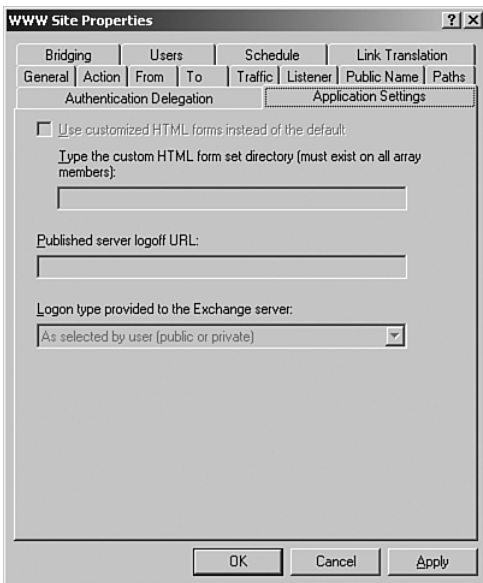 WWW Site Properties
Bridging Users Schedule Link Translation
General Action From To Traffic Listener Public Name Paths
Authentication Delegation Application Settings
Use customized HTML forms instead of the default
Type the custom HTML form set directory (must exist on all array
members):
Published server logoff URL:
Logon type provided to the Exchange server:
As selected by user (public or private)
OK Cancel Apply